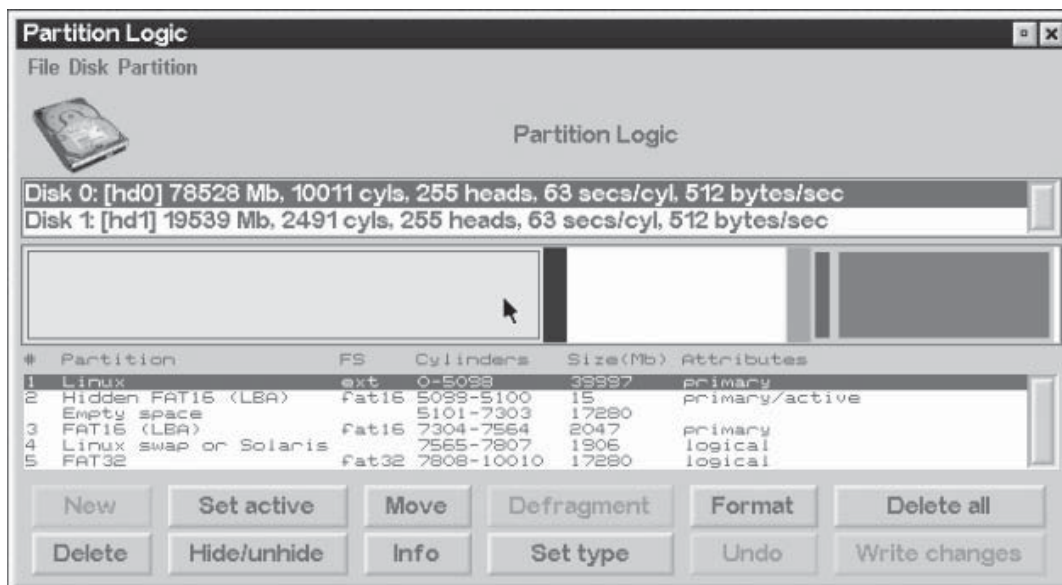 Partition Logic
File Disk Partition
Partition Logic
Disk 0: [hd0] 78528 Mb, 10011 cyls, 255 heads, 63 secs/cyl, 512 bytes/sec
Disk 1: [hd1] 19539 Mb, 2491 cyls, 255 heads, 63 secs/cyl, 512 bytes/sec
# Partition FS Cylinders Size(Mb) Attributes
1 Linux ext 0-5098 39997 primary
2 Hidden FAT16 (LBA) fat16 5099-5100 15 primary/active
Empty space 5101-7303 17280
3 FAT16 (LBA) fat16 7304-7564 2047 primary
4 Linux swap or Solaris 7565-7807 1906 logical
5 FAT32 fat32 7808-10010 17280 logical
New Set active Move Defragment Format Delete all
Delete Hide/unhide Info Set type Undo Write changes